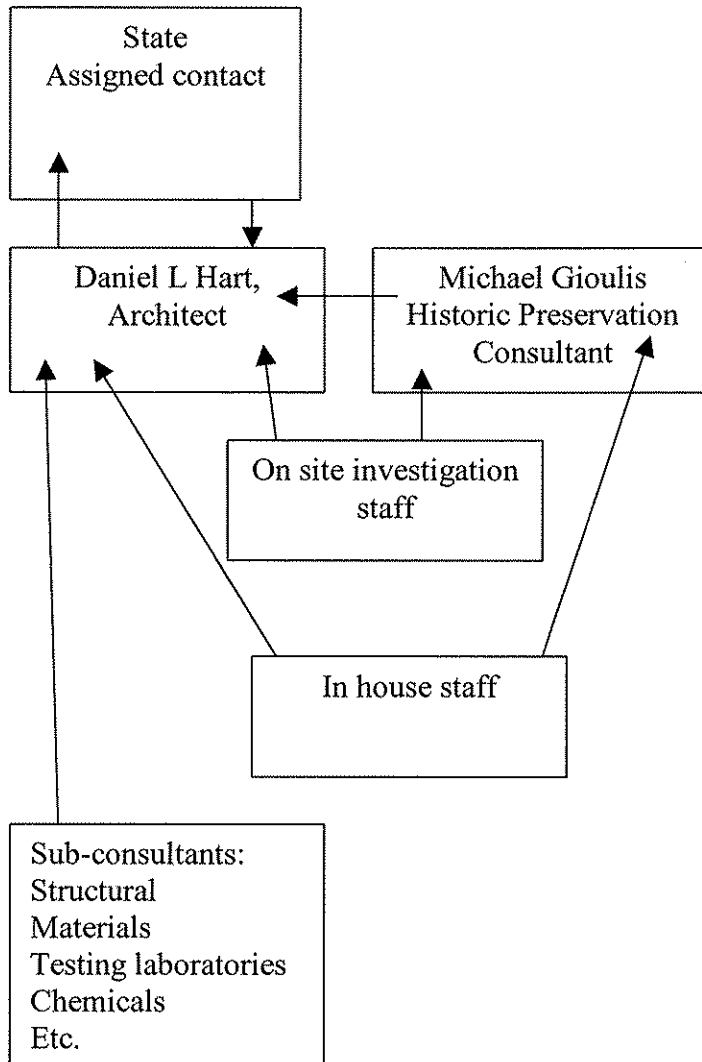 State
Assigned contact
Daniel L Hart,
Architect
Michael Gioulis
Historic Preservation
Consultant
On site investigation
staff
In house staff
Sub-consultants:
Structural
Materials
Testing laboratories
Chemicals
Etc.